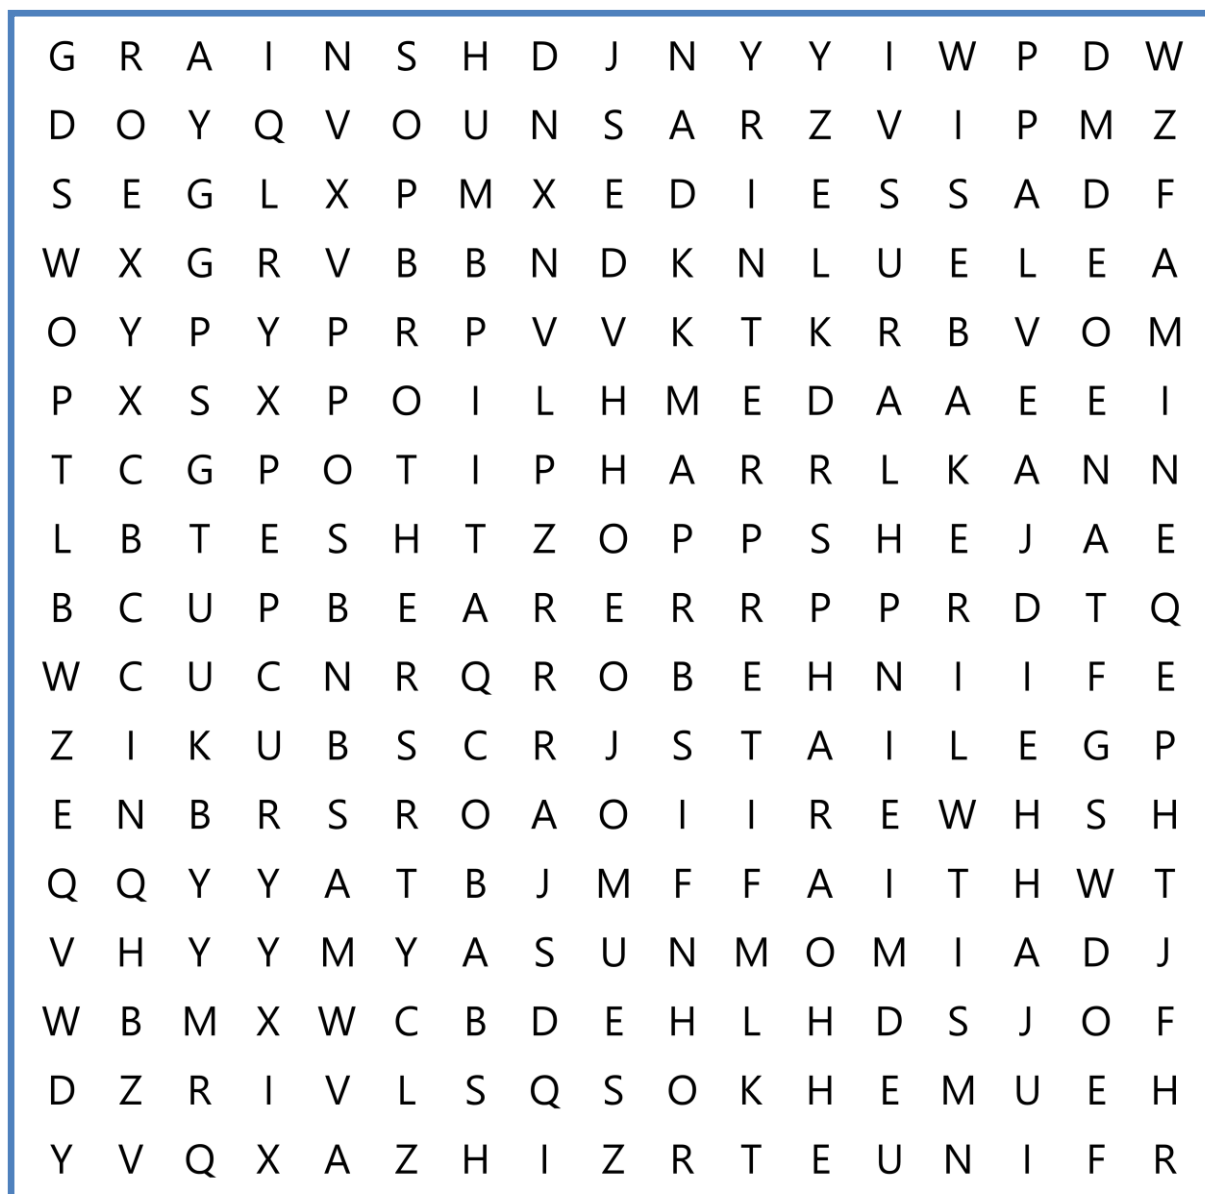 G R A I N S H D J N Y Y I W P D W
D O Y Q V O U N S A R Z V I P M Z
S E G L X P M X E D I E S S A D F
W X G R V B B N D K N L U E L E A
O Y P Y P R P V V K T K R B V O M
P X S X P O I L H M E D A A E E I
T C G P O T I P H A R R L K A N N
L B T E S H T Z O P P S H E J A E
B C U P B E A R E R R P P R D T Q
W C U C N R Q R O B E H N I I F E
Z I K U B S C R J S T A I L E G P
E N B R S R O A O I I R E W H S H
Q Q Y Y A T B J M F F A I T H W T
V H Y Y M Y A S U N M O M I A D J
W B M X W C B D E H L H D S J O F
D Z R I V L S Q S O K H E M U E H
Y V Q X A Z H I Z R T E U N I F R